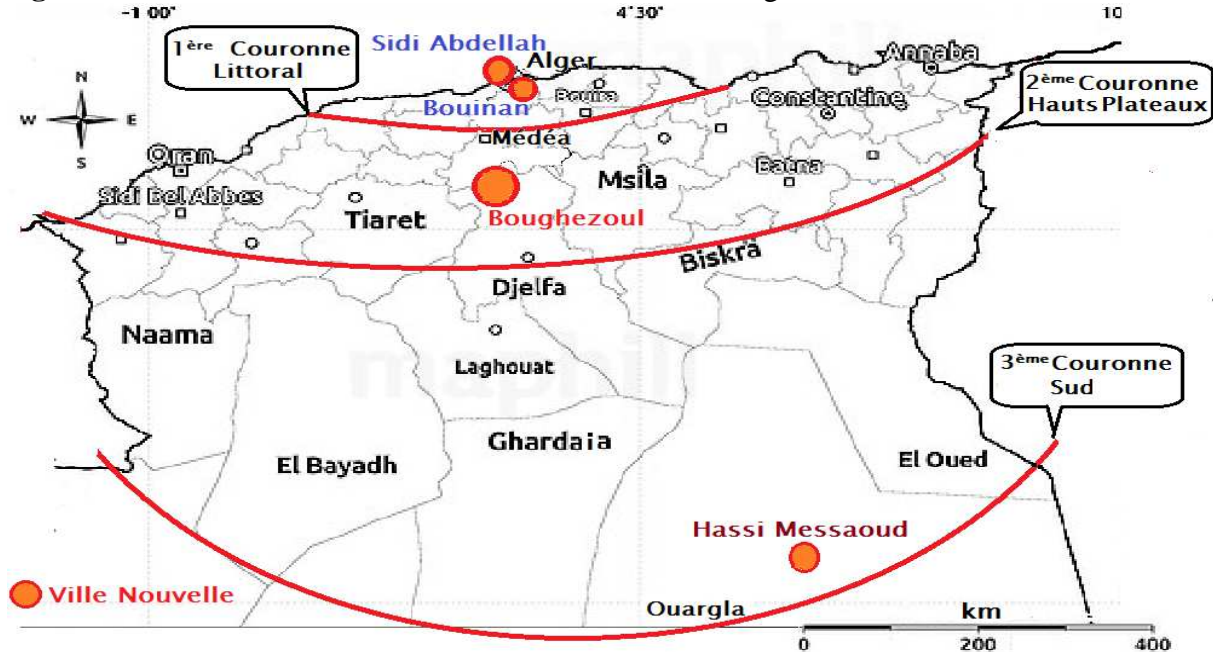 -1 00°
4°30'
10
1ère Couronne
Littoral
Sidi Abdellah
Alger
Annaba
Bouinan
Bouira
Constantine
2ème Couronne
Hauts Plateaux
N
W
E
S
Oran
Médéa
Batna
Sidi Bel Abbes
Msila
Tiaret
Boughezoul
Biskra
Djelfa
Naama
maphill
Laghouat
3ème Couronne
Sud
Ghardaia
El Bayadh
El Oued
Hassi Messaoud
Ville Nouvelle
Ouargla
km
0
200
400